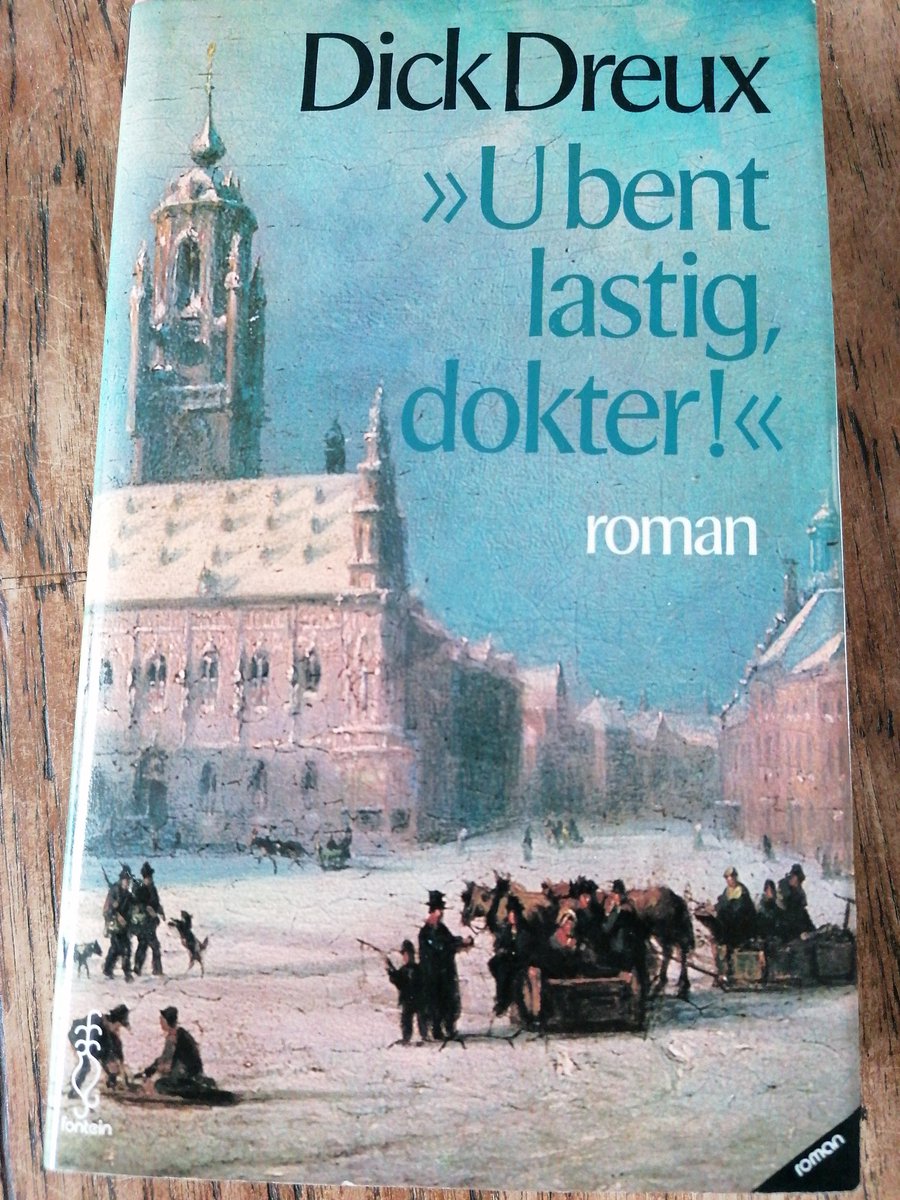 Dick Dreux
»U bent
lastig,
dokter!«
roman
fontein
roman